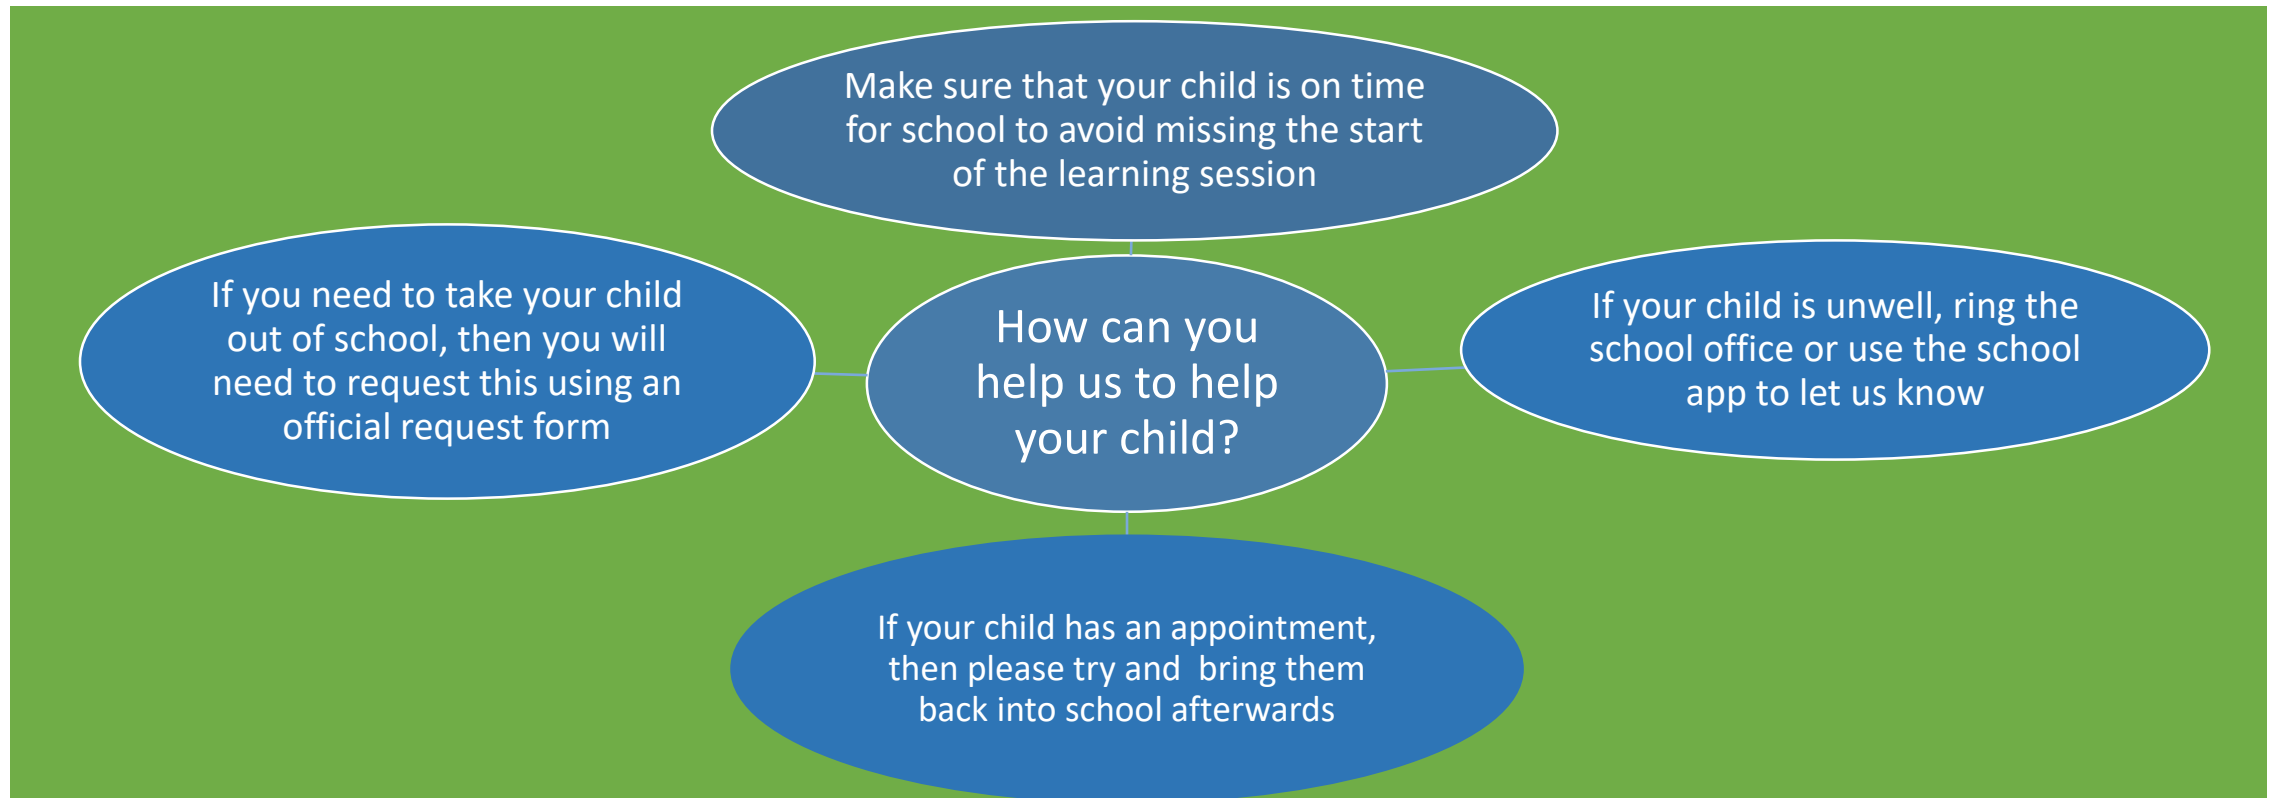 Make sure that your child is on time
for school to avoid missing the start
of the learning session
If you need to take your child
out of school, then you will
need to request this using an
official request form
How can you
help us to help
your child?
If your child is unwell, ring the
school office or use the school
app to let us know
If your child has an appointment,
then please try and  bring them
back into school afterwards